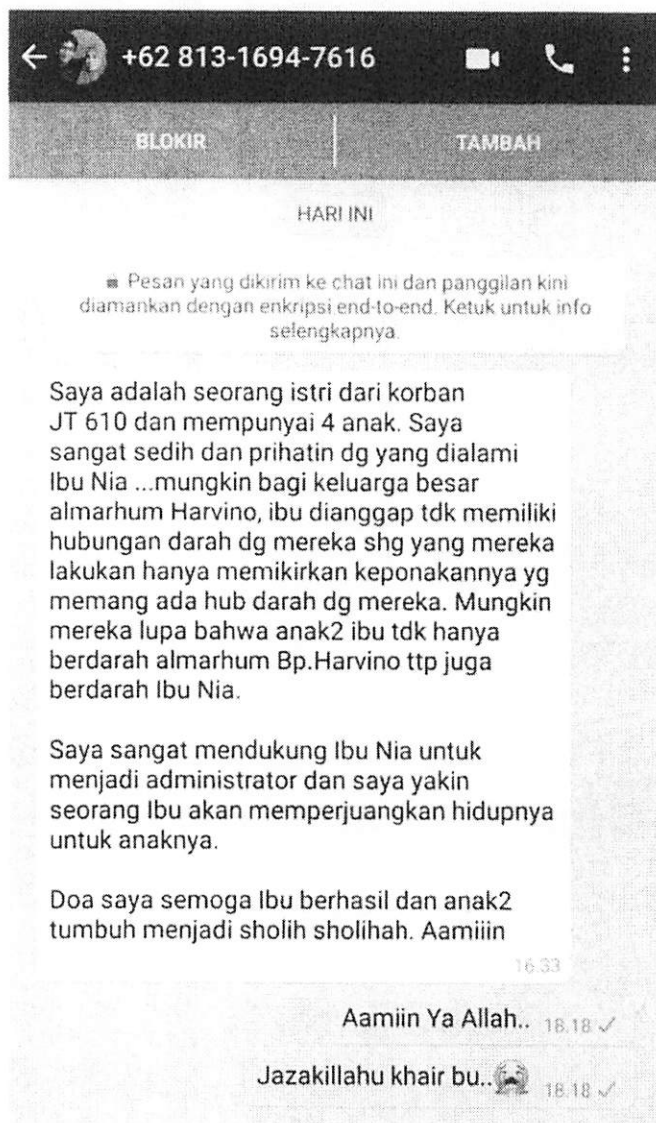 +62 813-1694-7616
BLOKIR
TAMBAH
HARI INI
Pesan yang dikirim ke chat ini dan panggilan kini
diamankan dengan enkripsi end-to-end. Ketuk untuk info
selengkapnya.
Saya adalah seorang istri dari korban
JT 610 dan mempunyai 4 anak. Saya
sangat sedih dan prihatin dg yang dialami
Ibu Nia ...mungkin bagi keluarga besar
almarhum Harvino, ibu dianggap tdk memiliki
hubungan darah dg mereka shg yang mereka
lakukan hanya memikirkan keponakannya yg
memang ada hub darah dg mereka. Mungkin
mereka lupa bahwa anak2 ibu tdk hanya
berdarah almarhum Bp.Harvino ttp juga
berdarah Ibu Nia.
Saya sangat mendukung Ibu Nia untuk
menjadi administrator dan saya yakin
seorang Ibu akan memperjuangkan hidupnya
untuk anaknya.
Doa saya semoga Ibu berhasil dan anak2
tumbuh menjadi sholih sholihah. Aamiiin
16.33
Aamiin Ya Allah.. 18.18
Jazakillahu khair bu..😭 18.18